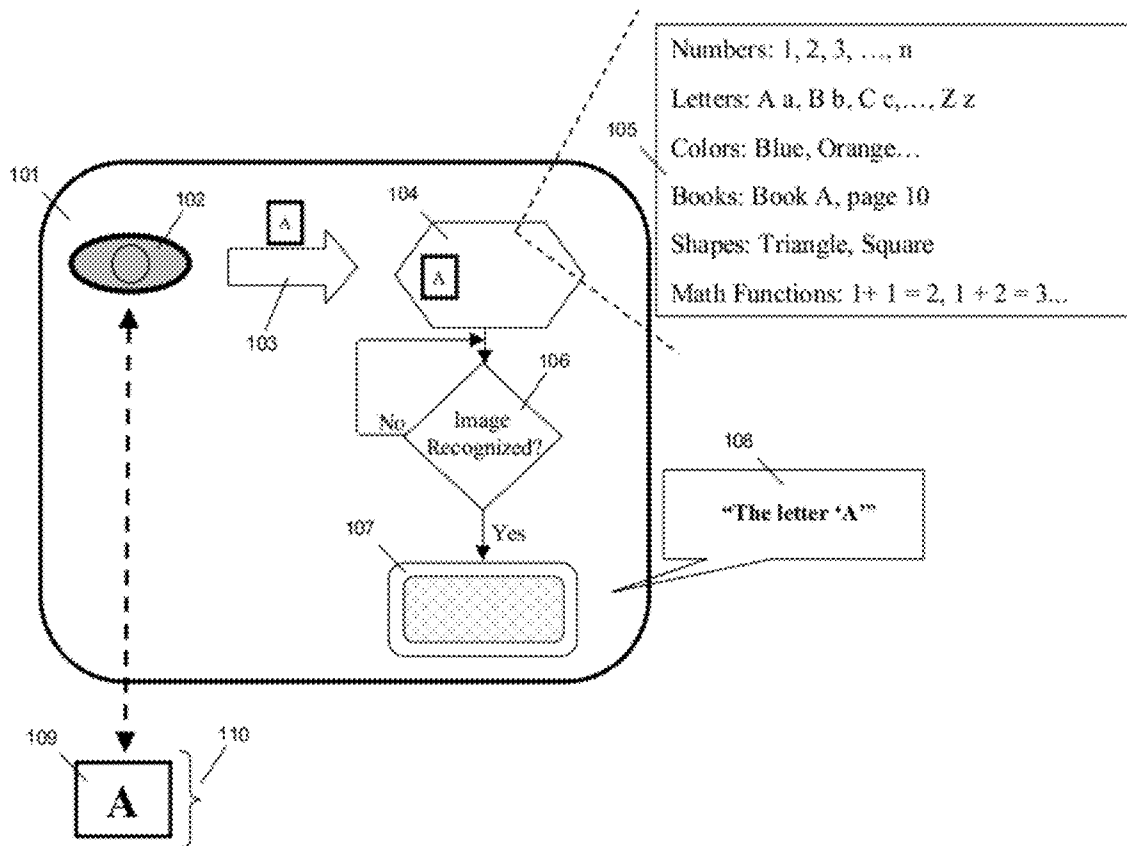 Numbers: 1, 2, 3, …, n
Letters: A a, B b, C c,…, Z z
105
Colors: Blue, Orange…
Books: Book A, page 10
Shapes: Triangle, Square
Math Functions: 1+ 1 = 2, 1 + 2 = 3...
101
102
A
104
A
103
106
No
Image
Recognized?
108
"The letter 'A'"
Yes
107
109
110
A